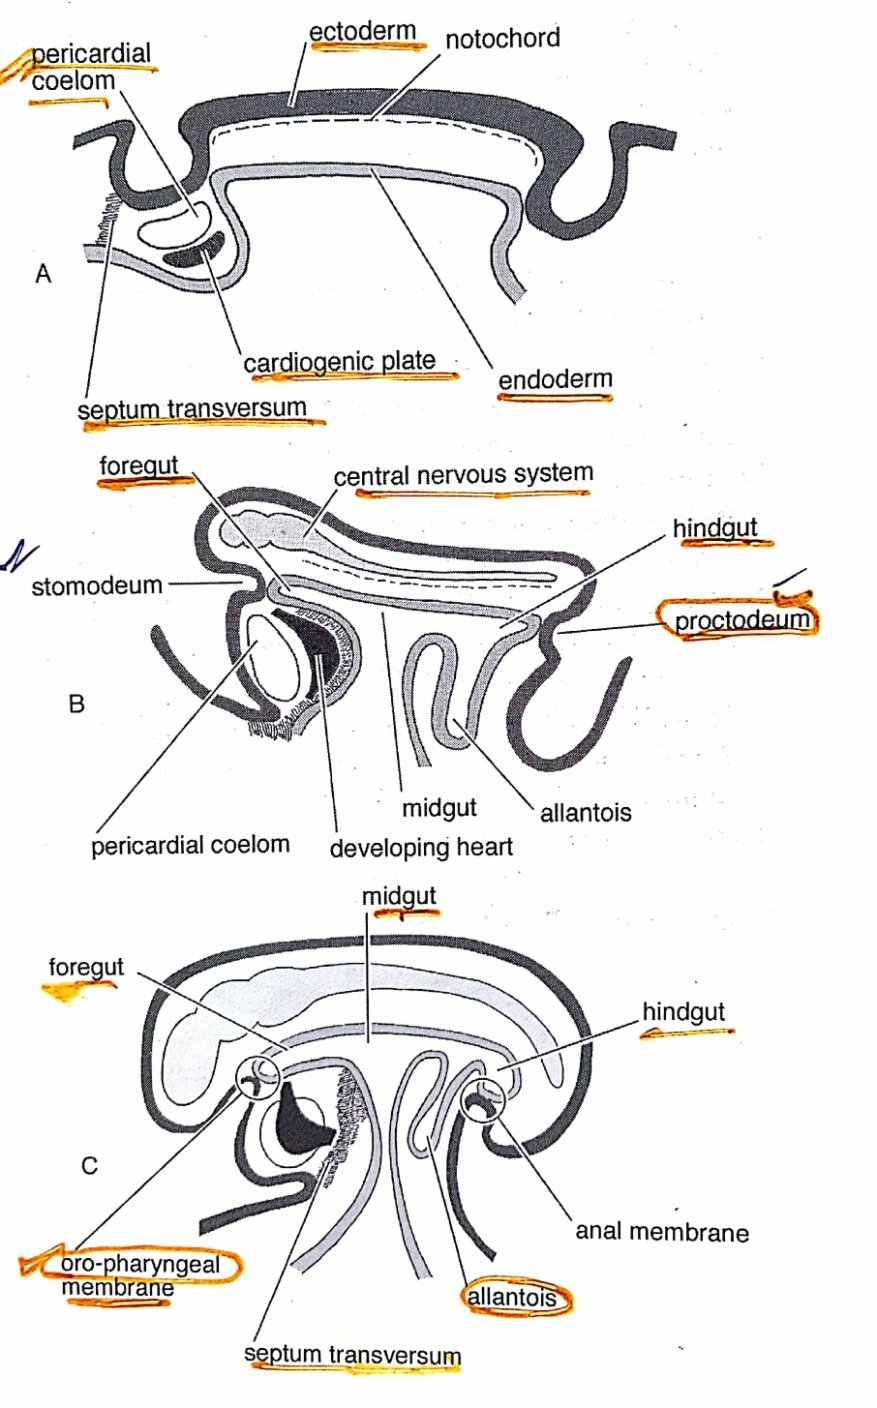 ectoderm
notochord
pericardial
coelom
A
cardiogenic plate
endoderm
septum transversum
foregut
central nervous system
hindgut
stomodeum
proctodeum
B
midgut
allantois
pericardial coelom
developing heart
midgut
foregut
hindgut
C
anal membrane
oro-pharyngeal
membrane
allantois
septum transversum